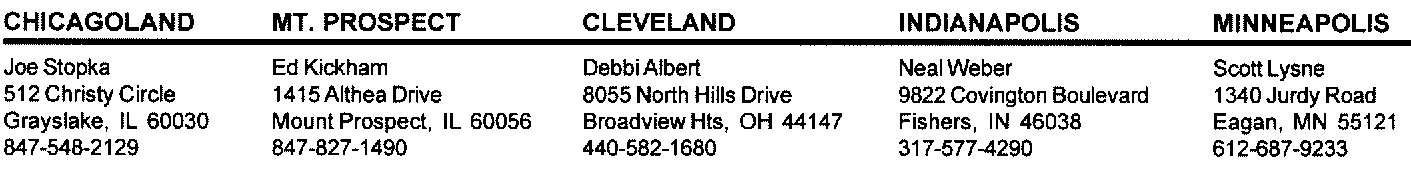 CHICAGOLAND MT. PROSPECT CLEVELAND INDIANAPOLIS MINNEAPOLIS
Joe Stopka Ed Kickham Debbi Albert Neal Weber Scott Lysne
512 Christy Circle 1415 Althea Drive 8055 North Hills Drive 9822 Covington Boulevard 1340 Jurdy Road
Grayslake, IL 60030 Mount Prospect, IL 60056 Broadview Hts, OH 44147 Fishers, IN 46038 Eagan, MN 55121
847-548-2129 847-827-1490 440-582-1680 317-577-4290 612-687-9233